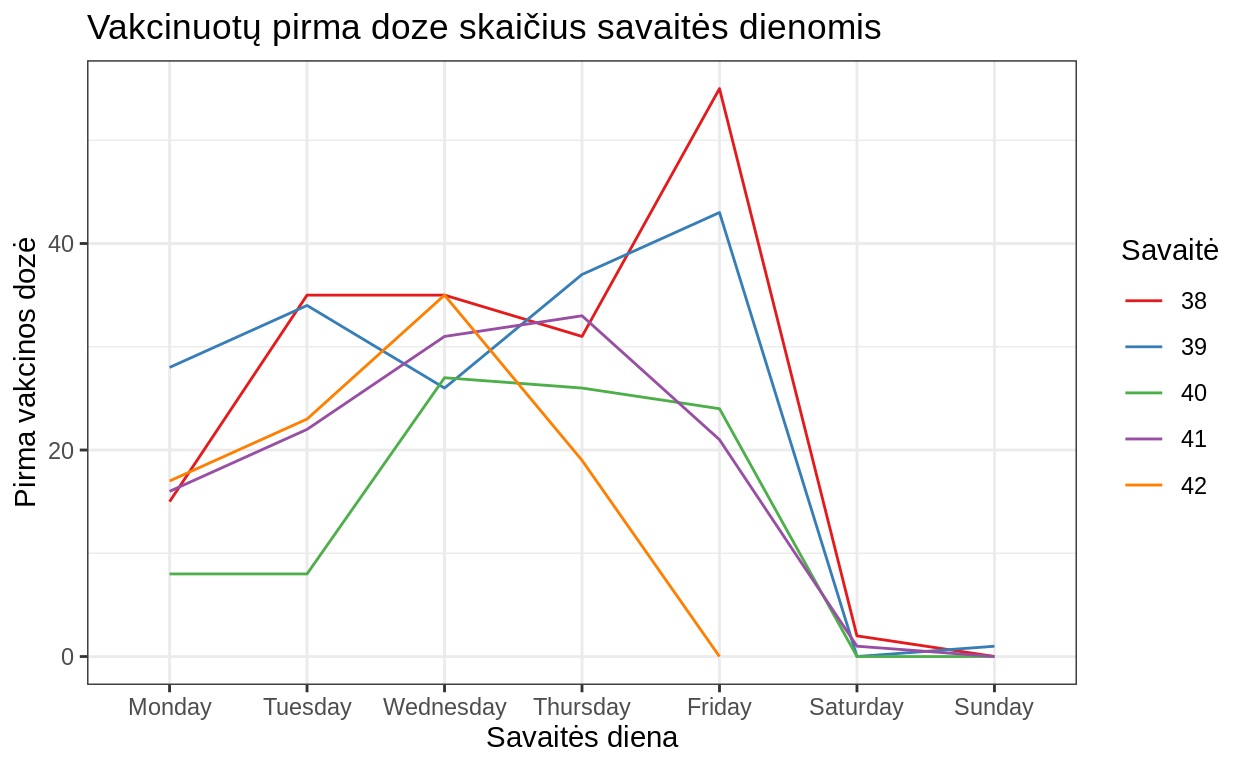 Vakcinuotų pirma doze skaičius savaitės dienomis
Pirma vakcinos dozė
40
20
0
Monday Tuesday Wednesday Thursday Friday Saturday Sunday
Savaitės diena
Savaitė
38
39
40
41
42